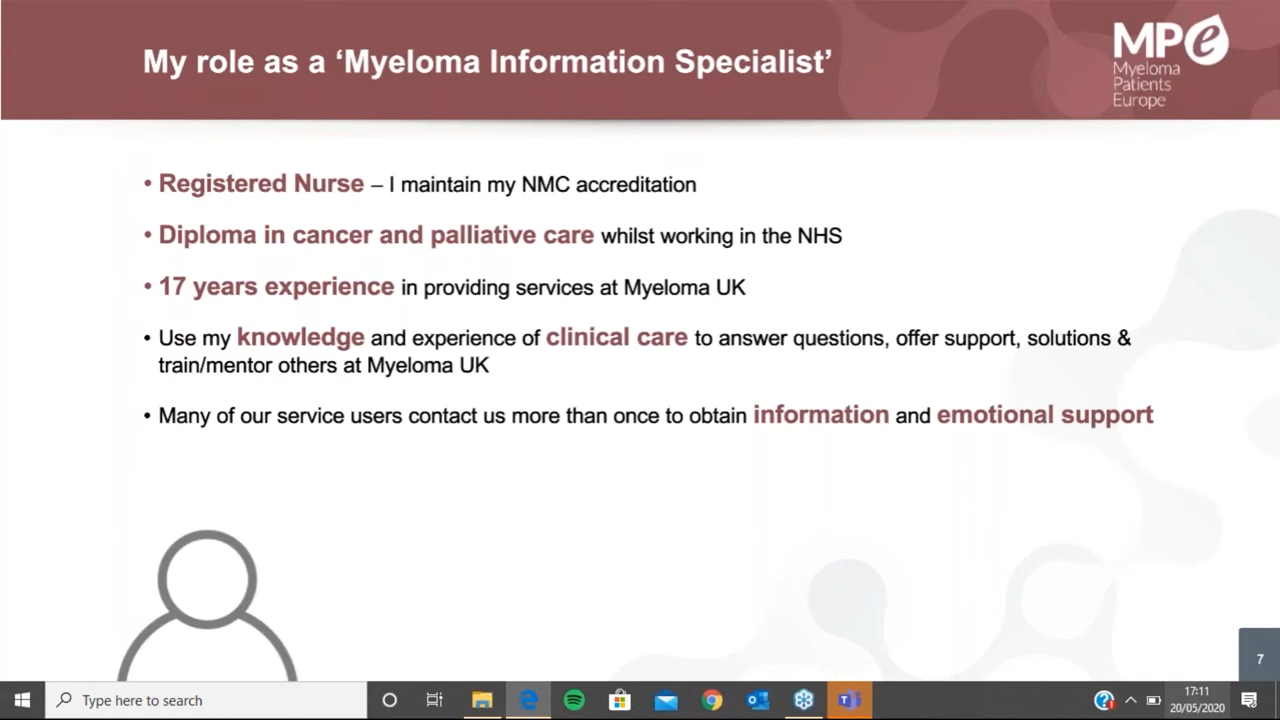 My role as a ‘Myeloma Information Specialist’
MPe
Myeloma
Patients
Europe
• Registered Nurse – I maintain my NMC accreditation
• Diploma in cancer and palliative care whilst working in the NHS
• 17 years experience in providing services at Myeloma UK
• Use my knowledge and experience of clinical care to answer questions, offer support, solutions &
train/mentor others at Myeloma UK
• Many of our service users contact us more than once to obtain information and emotional support
7
Type here to search
17:11
20/05/2020